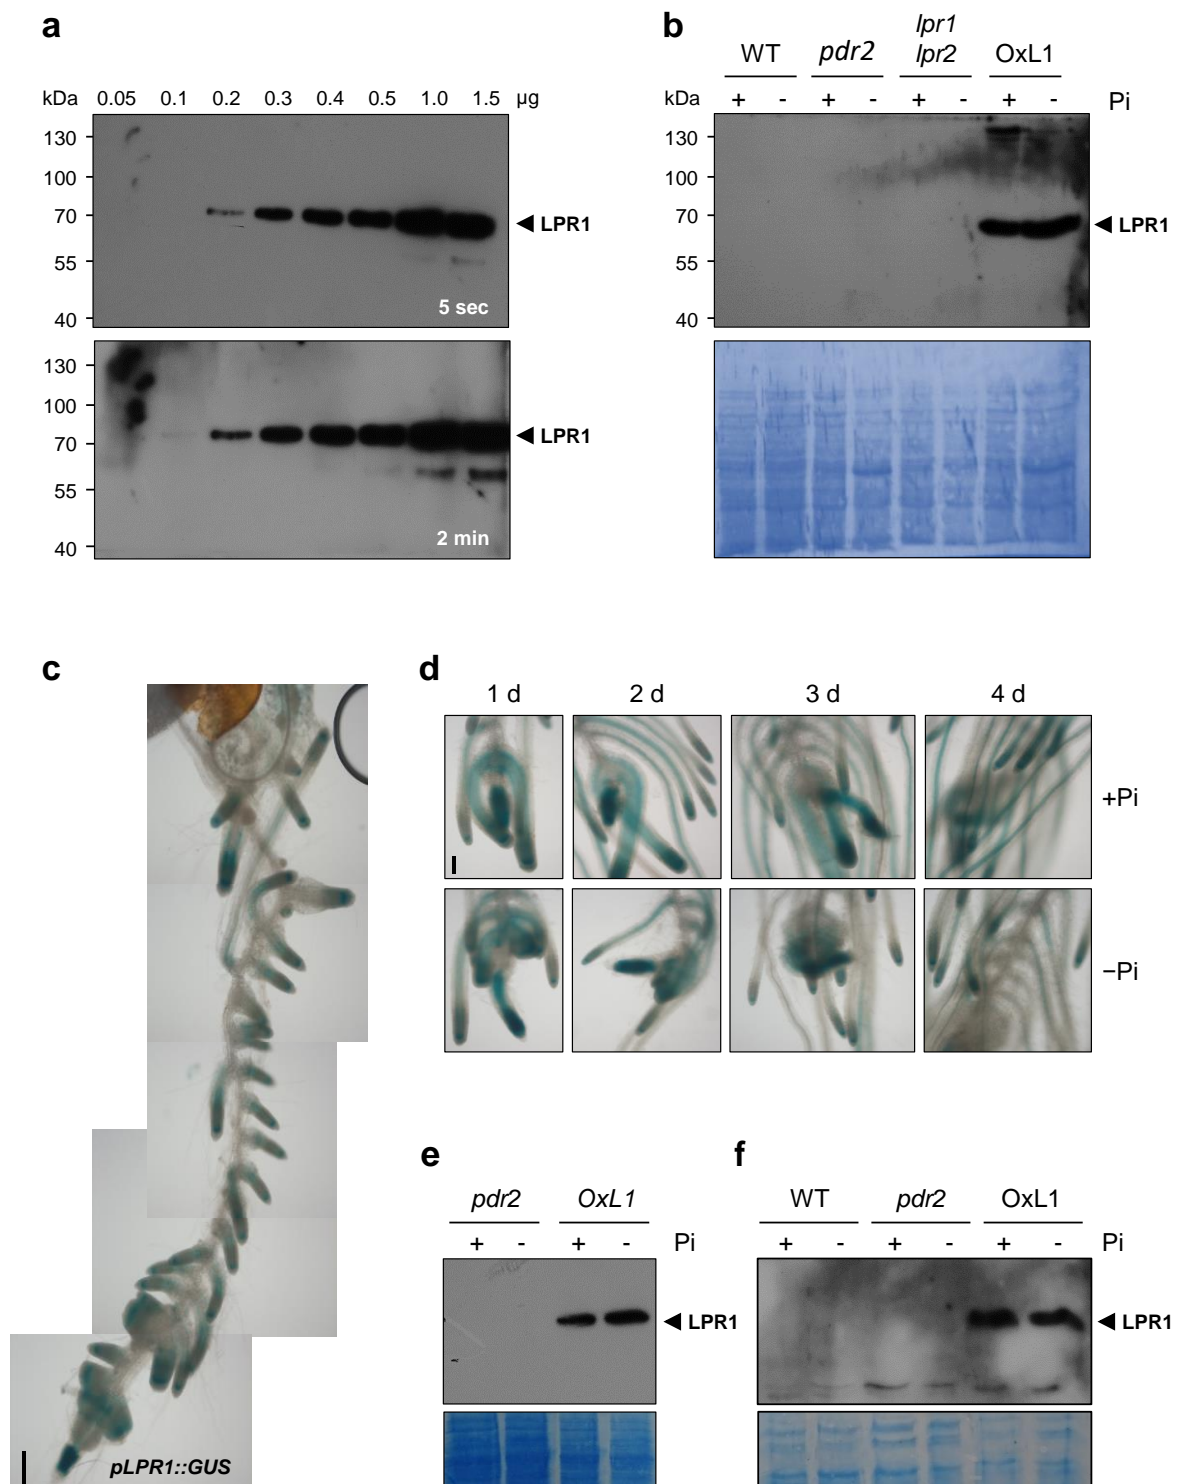 a
kDa 0.05 0.1 0.2 0.3 0.4 0.5 1.0 1.5 µg
130
100
70
55
40
LPR1
5 sec
130
100
70
55
40
LPR1
2 min
b
WT pdr2 lpr1 lpr2 OxL1
kDa + - + - + - + - Pi
130
100
70
55
40
LPR1
c
pLPR1::GUS
d
1 d 2 d 3 d 4 d
+Pi
−Pi
e
pdr2 OxL1
+ - + - Pi
LPR1
f
WT pdr2 OxL1
+ - + - + - Pi
LPR1